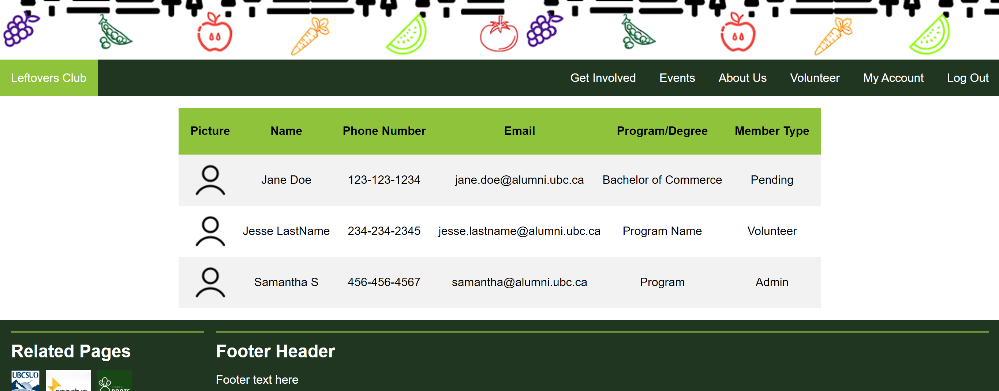 Leftovers Club Get Involved Events About Us Volunteer My Account Log Out
Picture Name Phone Number Email Program/Degree Member Type
Jane Doe 123-123-1234 jane.doe@alumni.ubc.ca Bachelor of Commerce Pending
Jesse LastName 234-234-2345 jesse.lastname@alumni.ubc.ca Program Name Volunteer
Samantha S 456-456-4567 samantha@alumni.ubc.ca Program Admin
Related Pages Footer Header
UBCSUO
Footer text here